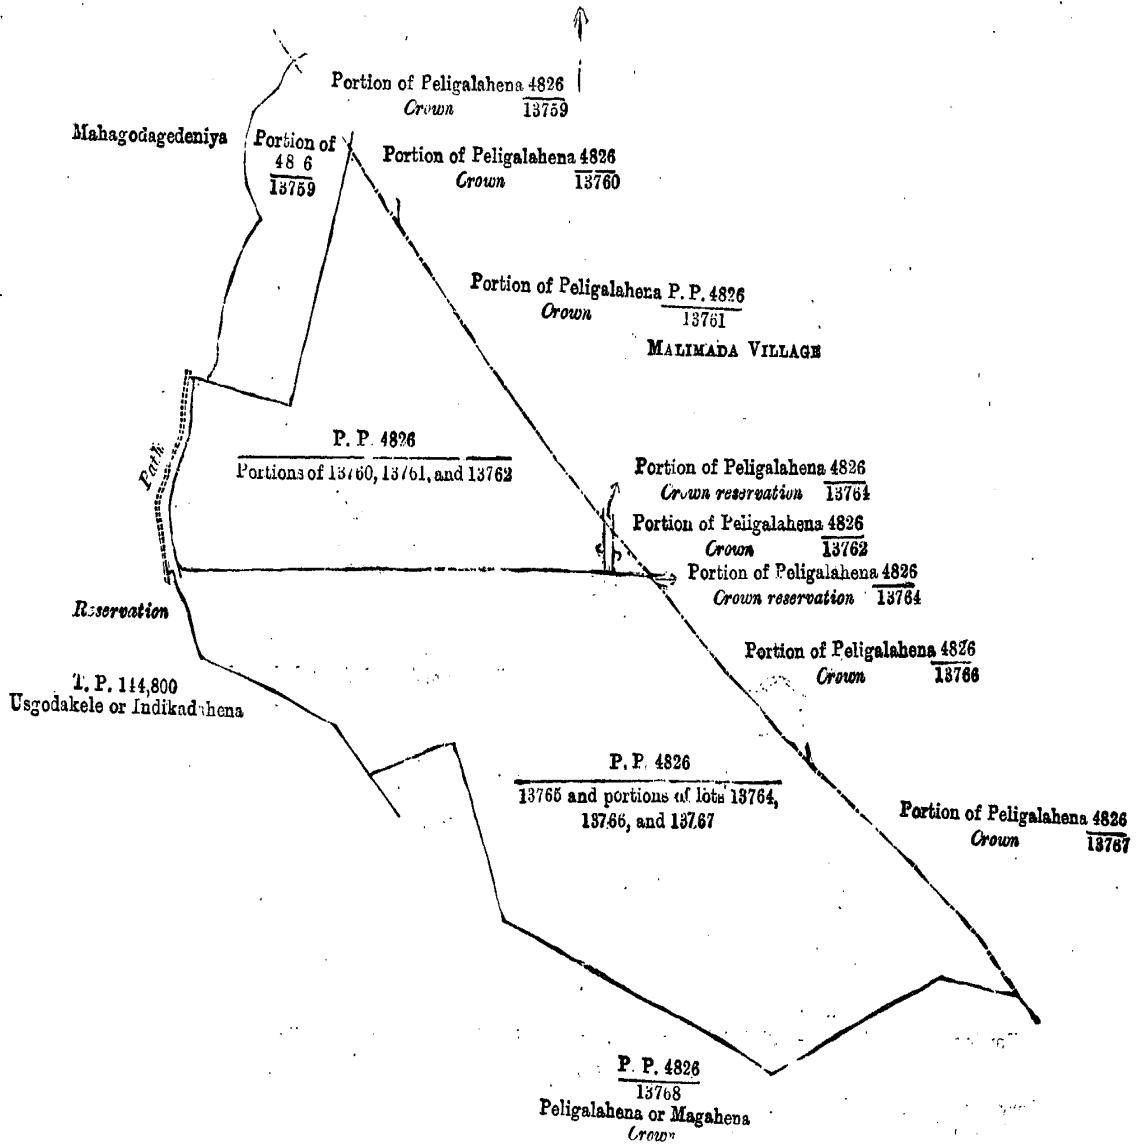 Portion of Peligalahena 4826
Crown 13759
Mahagodagedeniya
Portion of
48 6
13759
Portion of Peligalahena 4826
Crown 13760
Portion of Peligalahena P. P. 4826
Crown 13761
MALIMADA VILLAGE
P. P. 4826
Portions of 13760, 13761, and 13762
Path
Portion of Peligalahena 4826
Crown reservation 13764
Portion of Peligalahena 4826
Crown 13762
Portion of Peligalahena 4826
Crown reservation 13764
Reservation
Portion of Peligalahena 4826
Crown 13766
T. P. 144,800
Usgodakele or Indikadahena
P. P. 4826
13765 and portions of lots 13764,
13766, and 13767
Portion of Peligalahena 4826
Crown 13767
P. P. 4826
13768
Peligalahena or Magahena
Crown